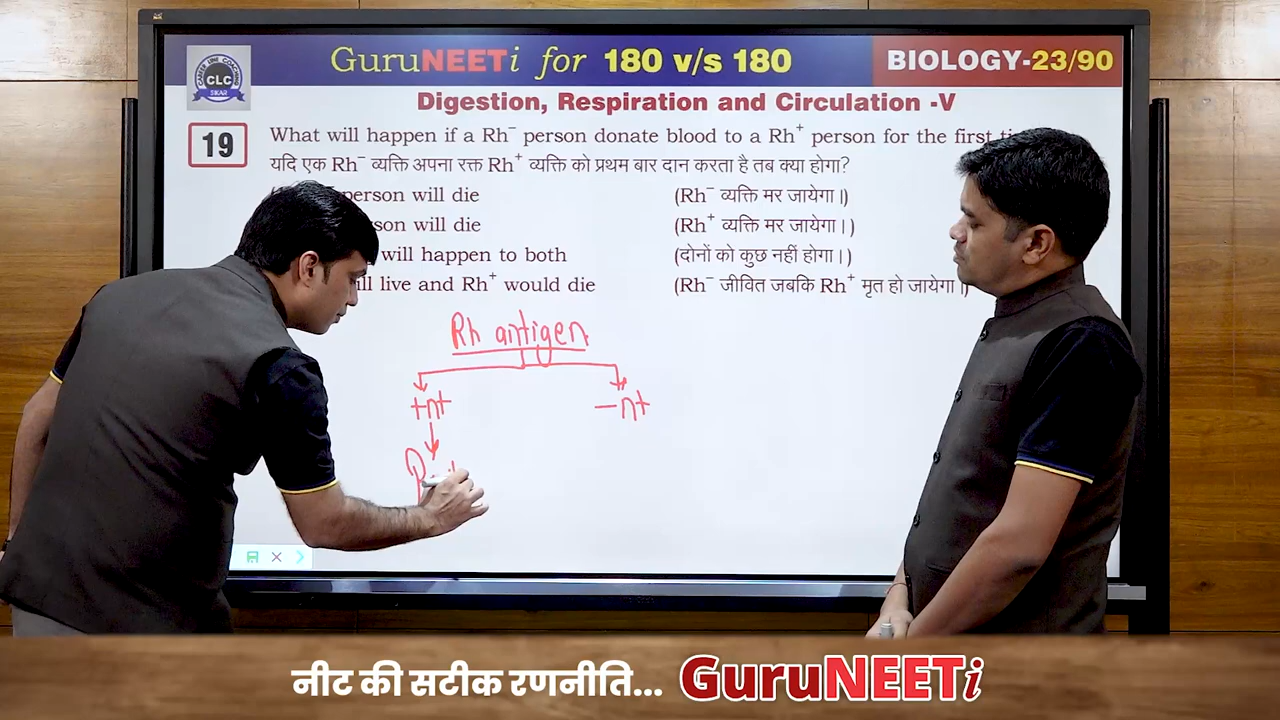 GuruNEETi for 180 v/s 180
BIOLOGY-23/90
CLC
SIKAR
Digestion, Respiration and Circulation -V
19
What will happen if a Rh⁻ person donate blood to a Rh⁺ person for the first
यदि एक Rh⁻ व्यक्ति अपना रक्त Rh⁺ व्यक्ति को प्रथम बार दान करता है तब क्या होगा?
person will die (Rh⁻ व्यक्ति मर जायेगा।)
will die (Rh⁺ व्यक्ति मर जायेगा।)
will happen to both (दोनों को कुछ नहीं होगा।)
live and Rh⁺ would die (Rh⁻ जीवित जबकि Rh⁺ मृत हो जायेगा।)
Rh antigen
+nt -nt
नीट की सटीक रणनीति... GuruNEETi